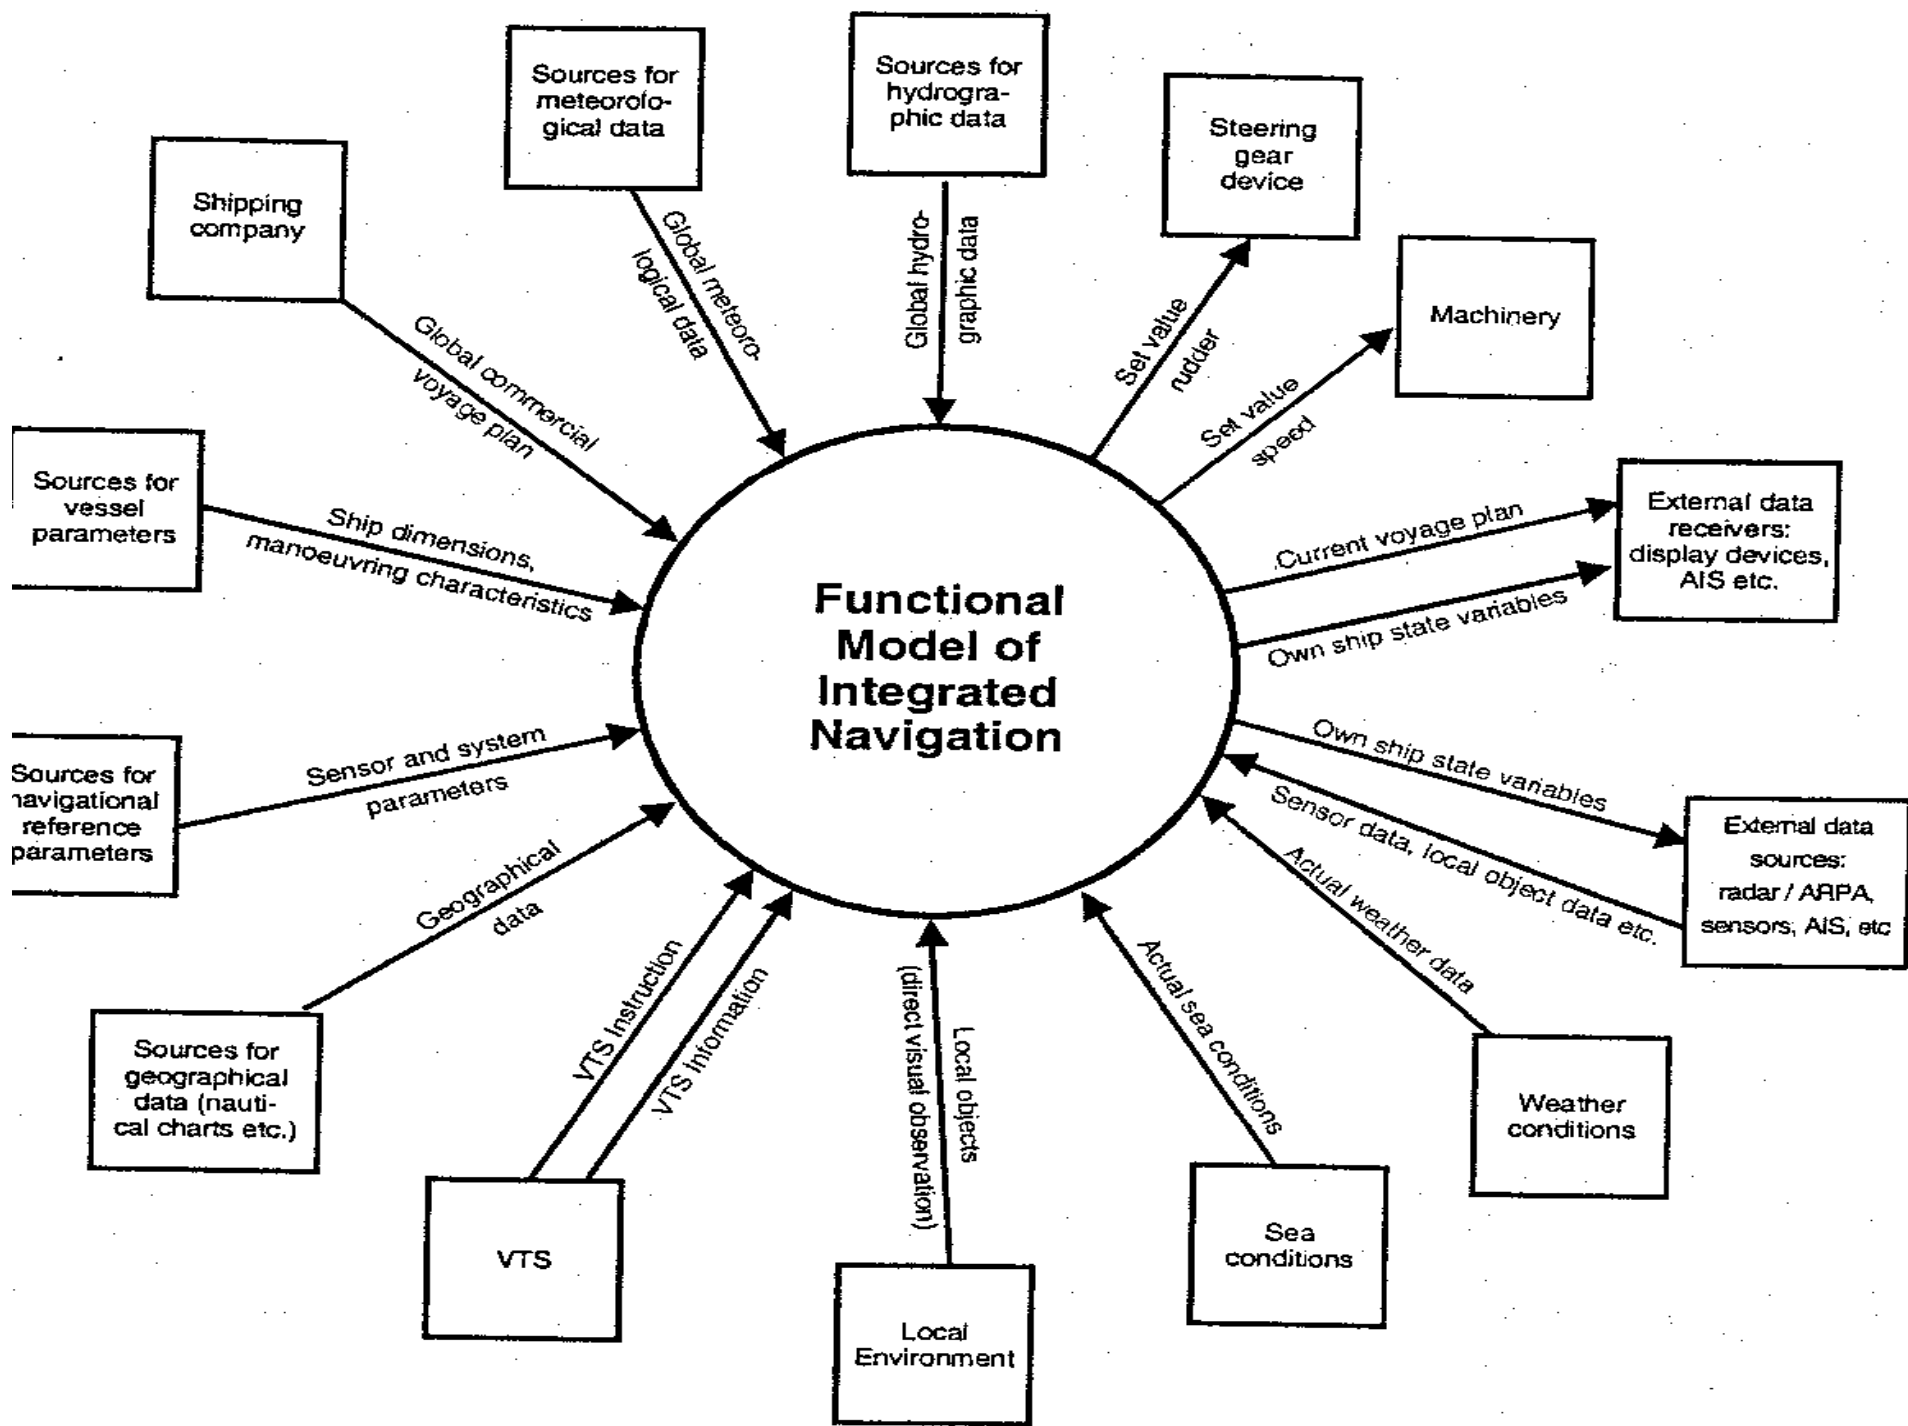 Sources for
meteorolo-
gical data
Sources for
hydrogra-
phic data
Steering
gear
device
Shipping
company
Machinery
Global meteoro-
logical data
Global hydro-
graphic data
Set value
rudder
Set value
speed
Global commercial
voyage plan
Sources for
vessel
parameters
Ship dimensions,
manoeuvring characteristics
External data
receivers:
display devices,
AIS etc.
Current voyage plan
Own ship state variables
Functional
Model of
Integrated
Navigation
Sources for
navigational
reference
parameters
Sensor and system
parameters
Own ship state variables
Sensor data, local object data etc.
External data
sources:
radar / ARPA,
sensors, AIS, etc
Geographical
data
Actual weather data
Sources for
geographical
data (nauti-
cal charts etc.)
VTS Instruction
VTS Information
Local objects
(direct visual observation)
Actual sea conditions
Weather
conditions
VTS
Sea
conditions
Local
Environment